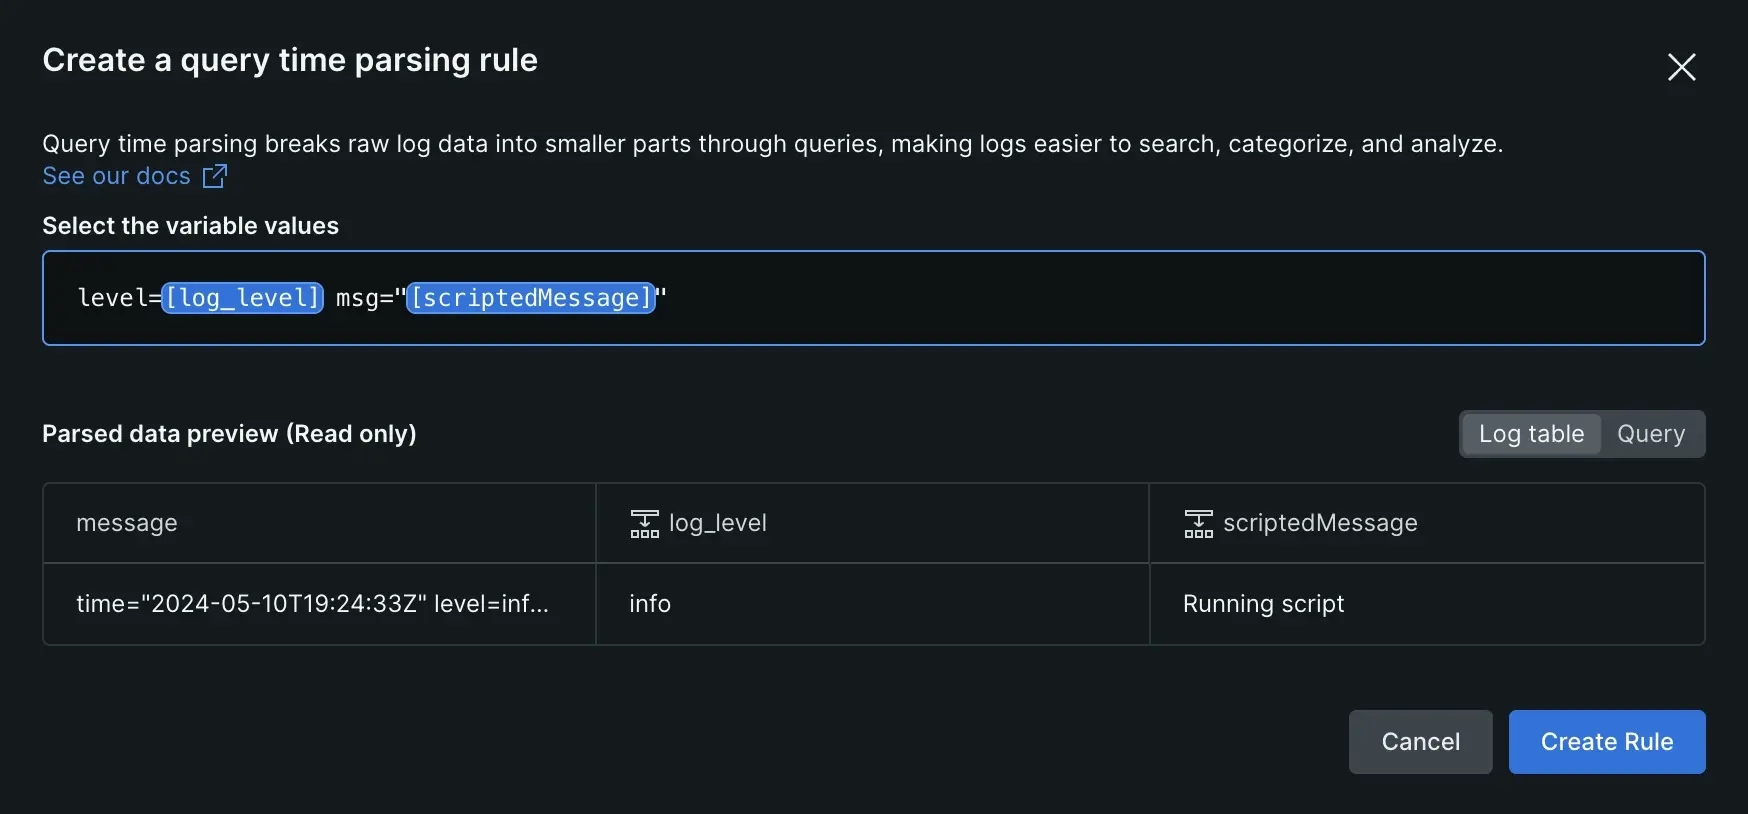 Create a query time parsing rule
Query time parsing breaks raw log data into smaller parts through queries, making logs easier to search, categorize, and analyze.
See our docs
Select the variable values
level=[log_level] msg="[scriptedMessage]"
Parsed data preview (Read only)
Log table Query
message log_level scriptedMessage
time="2024-05-10T19:24:33Z" level=inf... info Running script
Cancel Create Rule